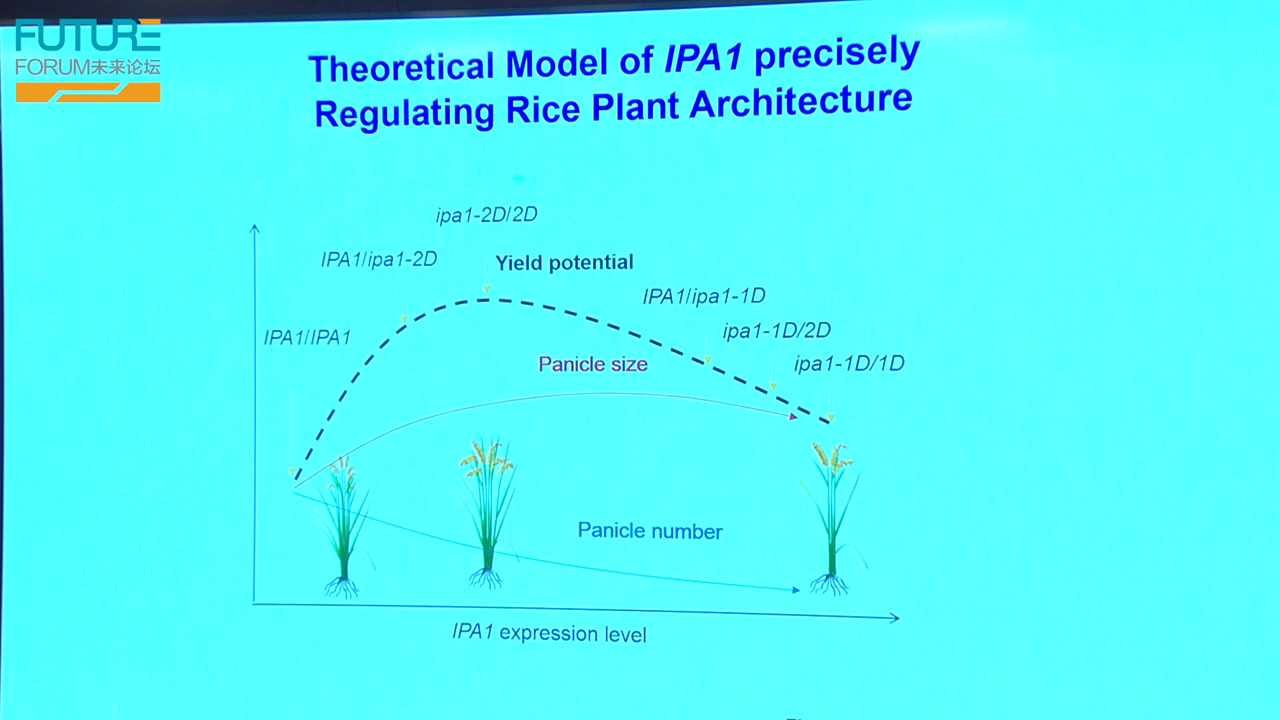 FUTURE
FORUM未来论坛
Theoretical Model of IPA1 precisely
Regulating Rice Plant Architecture
ipa1-2D/2D
IPA1/ipa1-2D
Yield potential
IPA1/ipa1-1D
IPA1/IPA1
ipa1-1D/2D
Panicle size
ipa1-1D/1D
Panicle number
IPA1 expression level